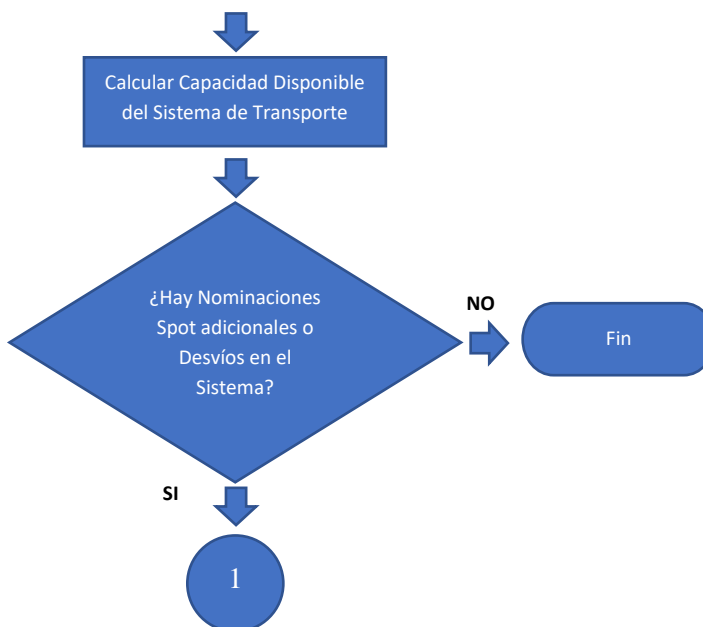 Calcular Capacidad Disponible
del Sistema de Transporte
¿Hay Nominaciones
Spot adicionales o
Desvíos en el
Sistema?
NO
Fin
SI
1